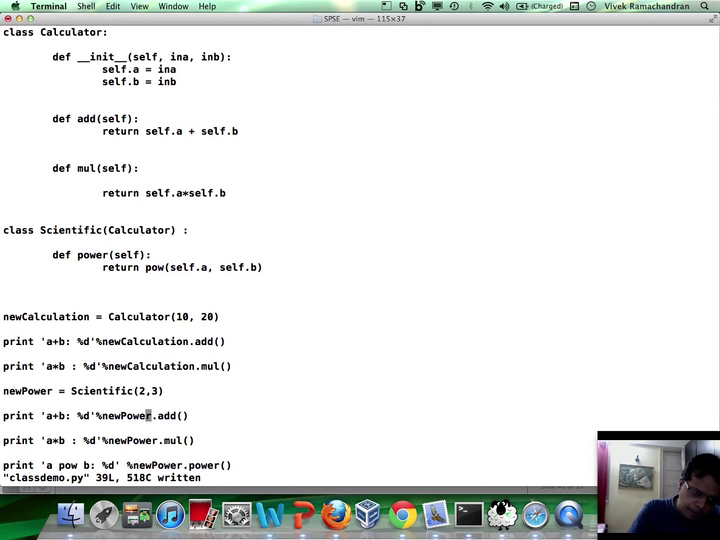 Terminal Shell Edit View Window Help (Charged) Vivek Ramachandran
SPSE — vim — 115×37
class Calculator:
def __init__(self, ina, inb):
self.a = ina
self.b = inb
def add(self):
return self.a + self.b
def mul(self):
return self.a*self.b
class Scientific(Calculator) :
def power(self):
return pow(self.a, self.b)
newCalculation = Calculator(10, 20)
print 'a+b: %d'%newCalculation.add()
print 'a*b : %d'%newCalculation.mul()
newPower = Scientific(2,3)
print 'a+b: %d'%newPower.add()
print 'a*b : %d'%newPower.mul()
print 'a pow b: %d' %newPower.power()
"classdemo.py" 39L, 518C written